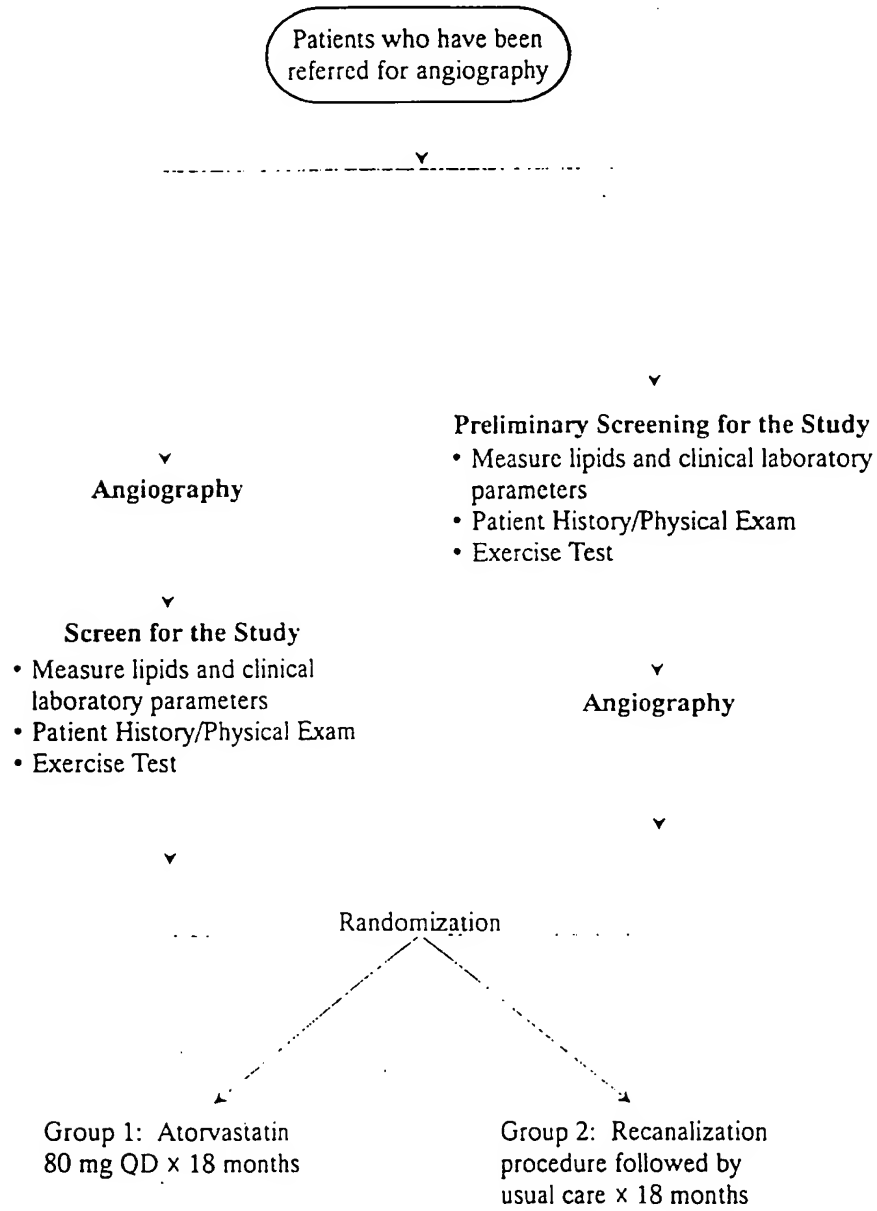 Patients who have been
referred for angiography
Angiography
Screen for the Study
• Measure lipids and clinical
laboratory parameters
• Patient History/Physical Exam
• Exercise Test
Preliminary Screening for the Study
• Measure lipids and clinical laboratory
parameters
• Patient History/Physical Exam
• Exercise Test
Angiography
Randomization
Group 1: Atorvastatin
80 mg QD × 18 months
Group 2: Recanalization
procedure followed by
usual care × 18 months